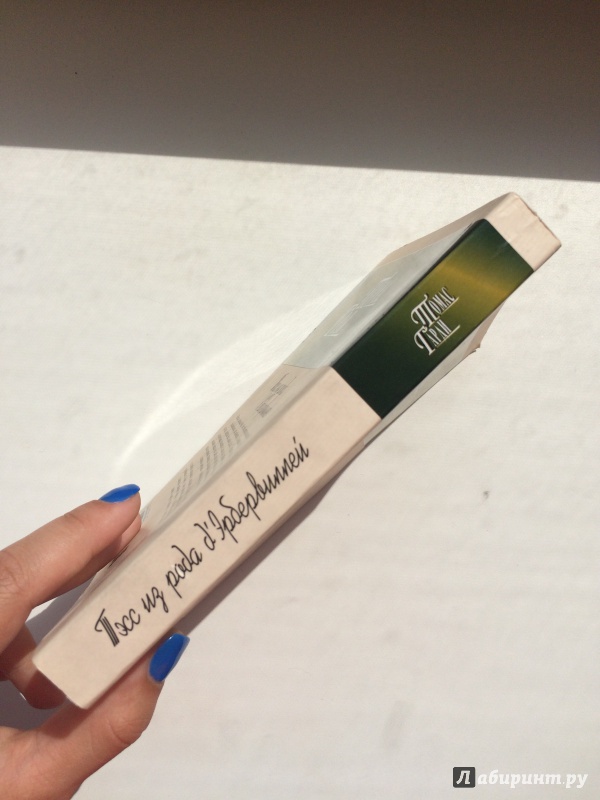 Томас
Гарди
Тэсс из рода д'Эрбервиллей
Лабиринт.ру